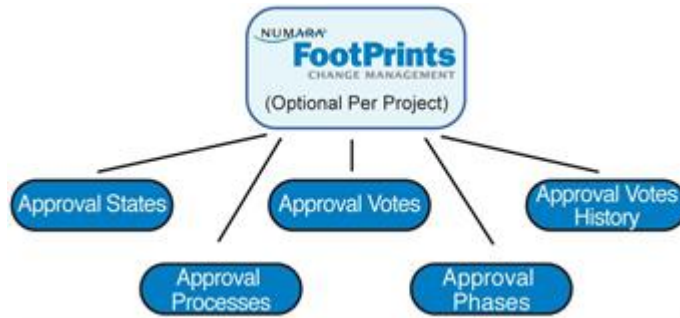 NUMARA
FootPrints
CHANGE MANAGEMENT
(Optional Per Project)
Approval States
Approval Votes
Approval Votes
History
Approval
Processes
Approval
Phases